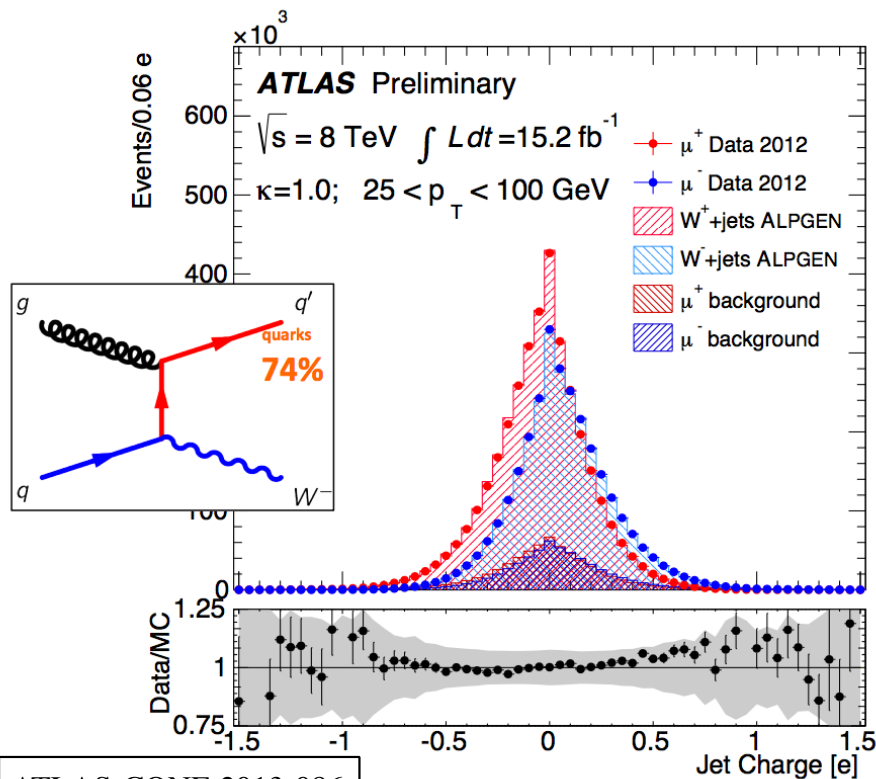 ×10³
ATLAS Preliminary
√s = 8 TeV ∫ Ldt =15.2 fb⁻¹
κ=1.0; 25 < p_T < 100 GeV
Events/0.06 e
600
500
400
0
μ⁺ Data 2012
μ⁻ Data 2012
W⁺+jets ALPGEN
W⁻+jets ALPGEN
μ⁺ background
μ⁻ background
g
q′
quarks
74%
q
W⁻
Data/MC
1.25
1
0.75
-1.5 -1 -0.5 0 0.5 1 1.5
Jet Charge [e]